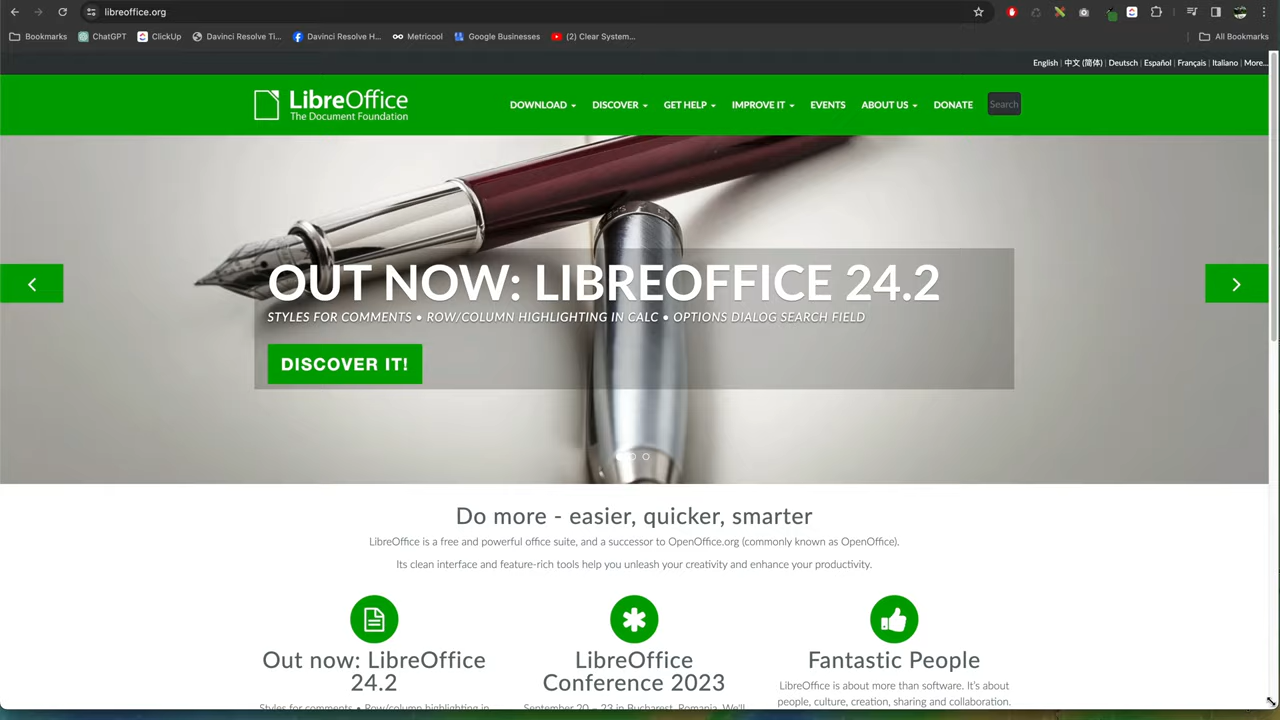 libreoffice.org
Bookmarks ChatGPT ClickUp Davinci Resolve Ti... Davinci Resolve H... Metricool Google Businesses (2) Clear System... All Bookmarks
English | 中文 (简体) | Deutsch | Español | Français | Italiano | More...
LibreOffice
The Document Foundation
DOWNLOAD DISCOVER GET HELP IMPROVE IT EVENTS ABOUT US DONATE Search
OUT NOW: LIBREOFFICE 24.2
STYLES FOR COMMENTS • ROW/COLUMN HIGHLIGHTING IN CALC • OPTIONS DIALOG SEARCH FIELD
DISCOVER IT!
Do more - easier, quicker, smarter
LibreOffice is a free and powerful office suite, and a successor to OpenOffice.org (commonly known as OpenOffice).
Its clean interface and feature-rich tools help you unleash your creativity and enhance your productivity.
Out now: LibreOffice
24.2
Styles for comments • Row/column highlighting in
LibreOffice
Conference 2023
September 20 – 23 in Bucharest, Romania. We'll
Fantastic People
LibreOffice is about more than software. It's about
people, culture, creation, sharing and collaboration.